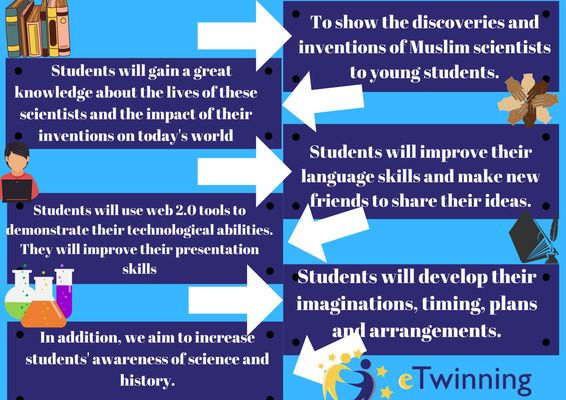 To show the discoveries and
inventions of Muslim scientists
to young students.
Students will gain a great
knowledge about the lives of these
scientists and the impact of their
inventions on today's world
Students will improve their
language skills and make new
friends to share their ideas.
Students will use web 2.0 tools to
demonstrate their technological abilities.
They will improve their presentation
skills
Students will develop their
imaginations, timing, plans
and arrangements.
In addition, we aim to increase
students' awareness of science and
history.
eTwinning